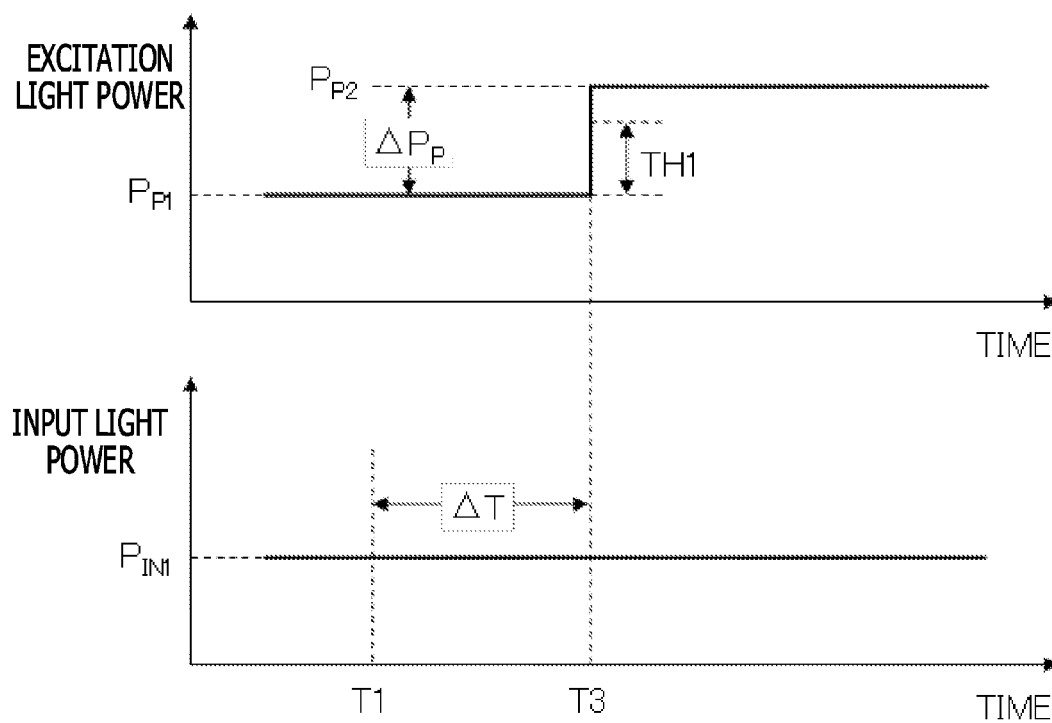 EXCITATION
LIGHT POWER
P_P2
ΔP_P
TH1
P_P1
TIME
INPUT LIGHT
POWER
ΔT
P_IN1
T1
T3
TIME